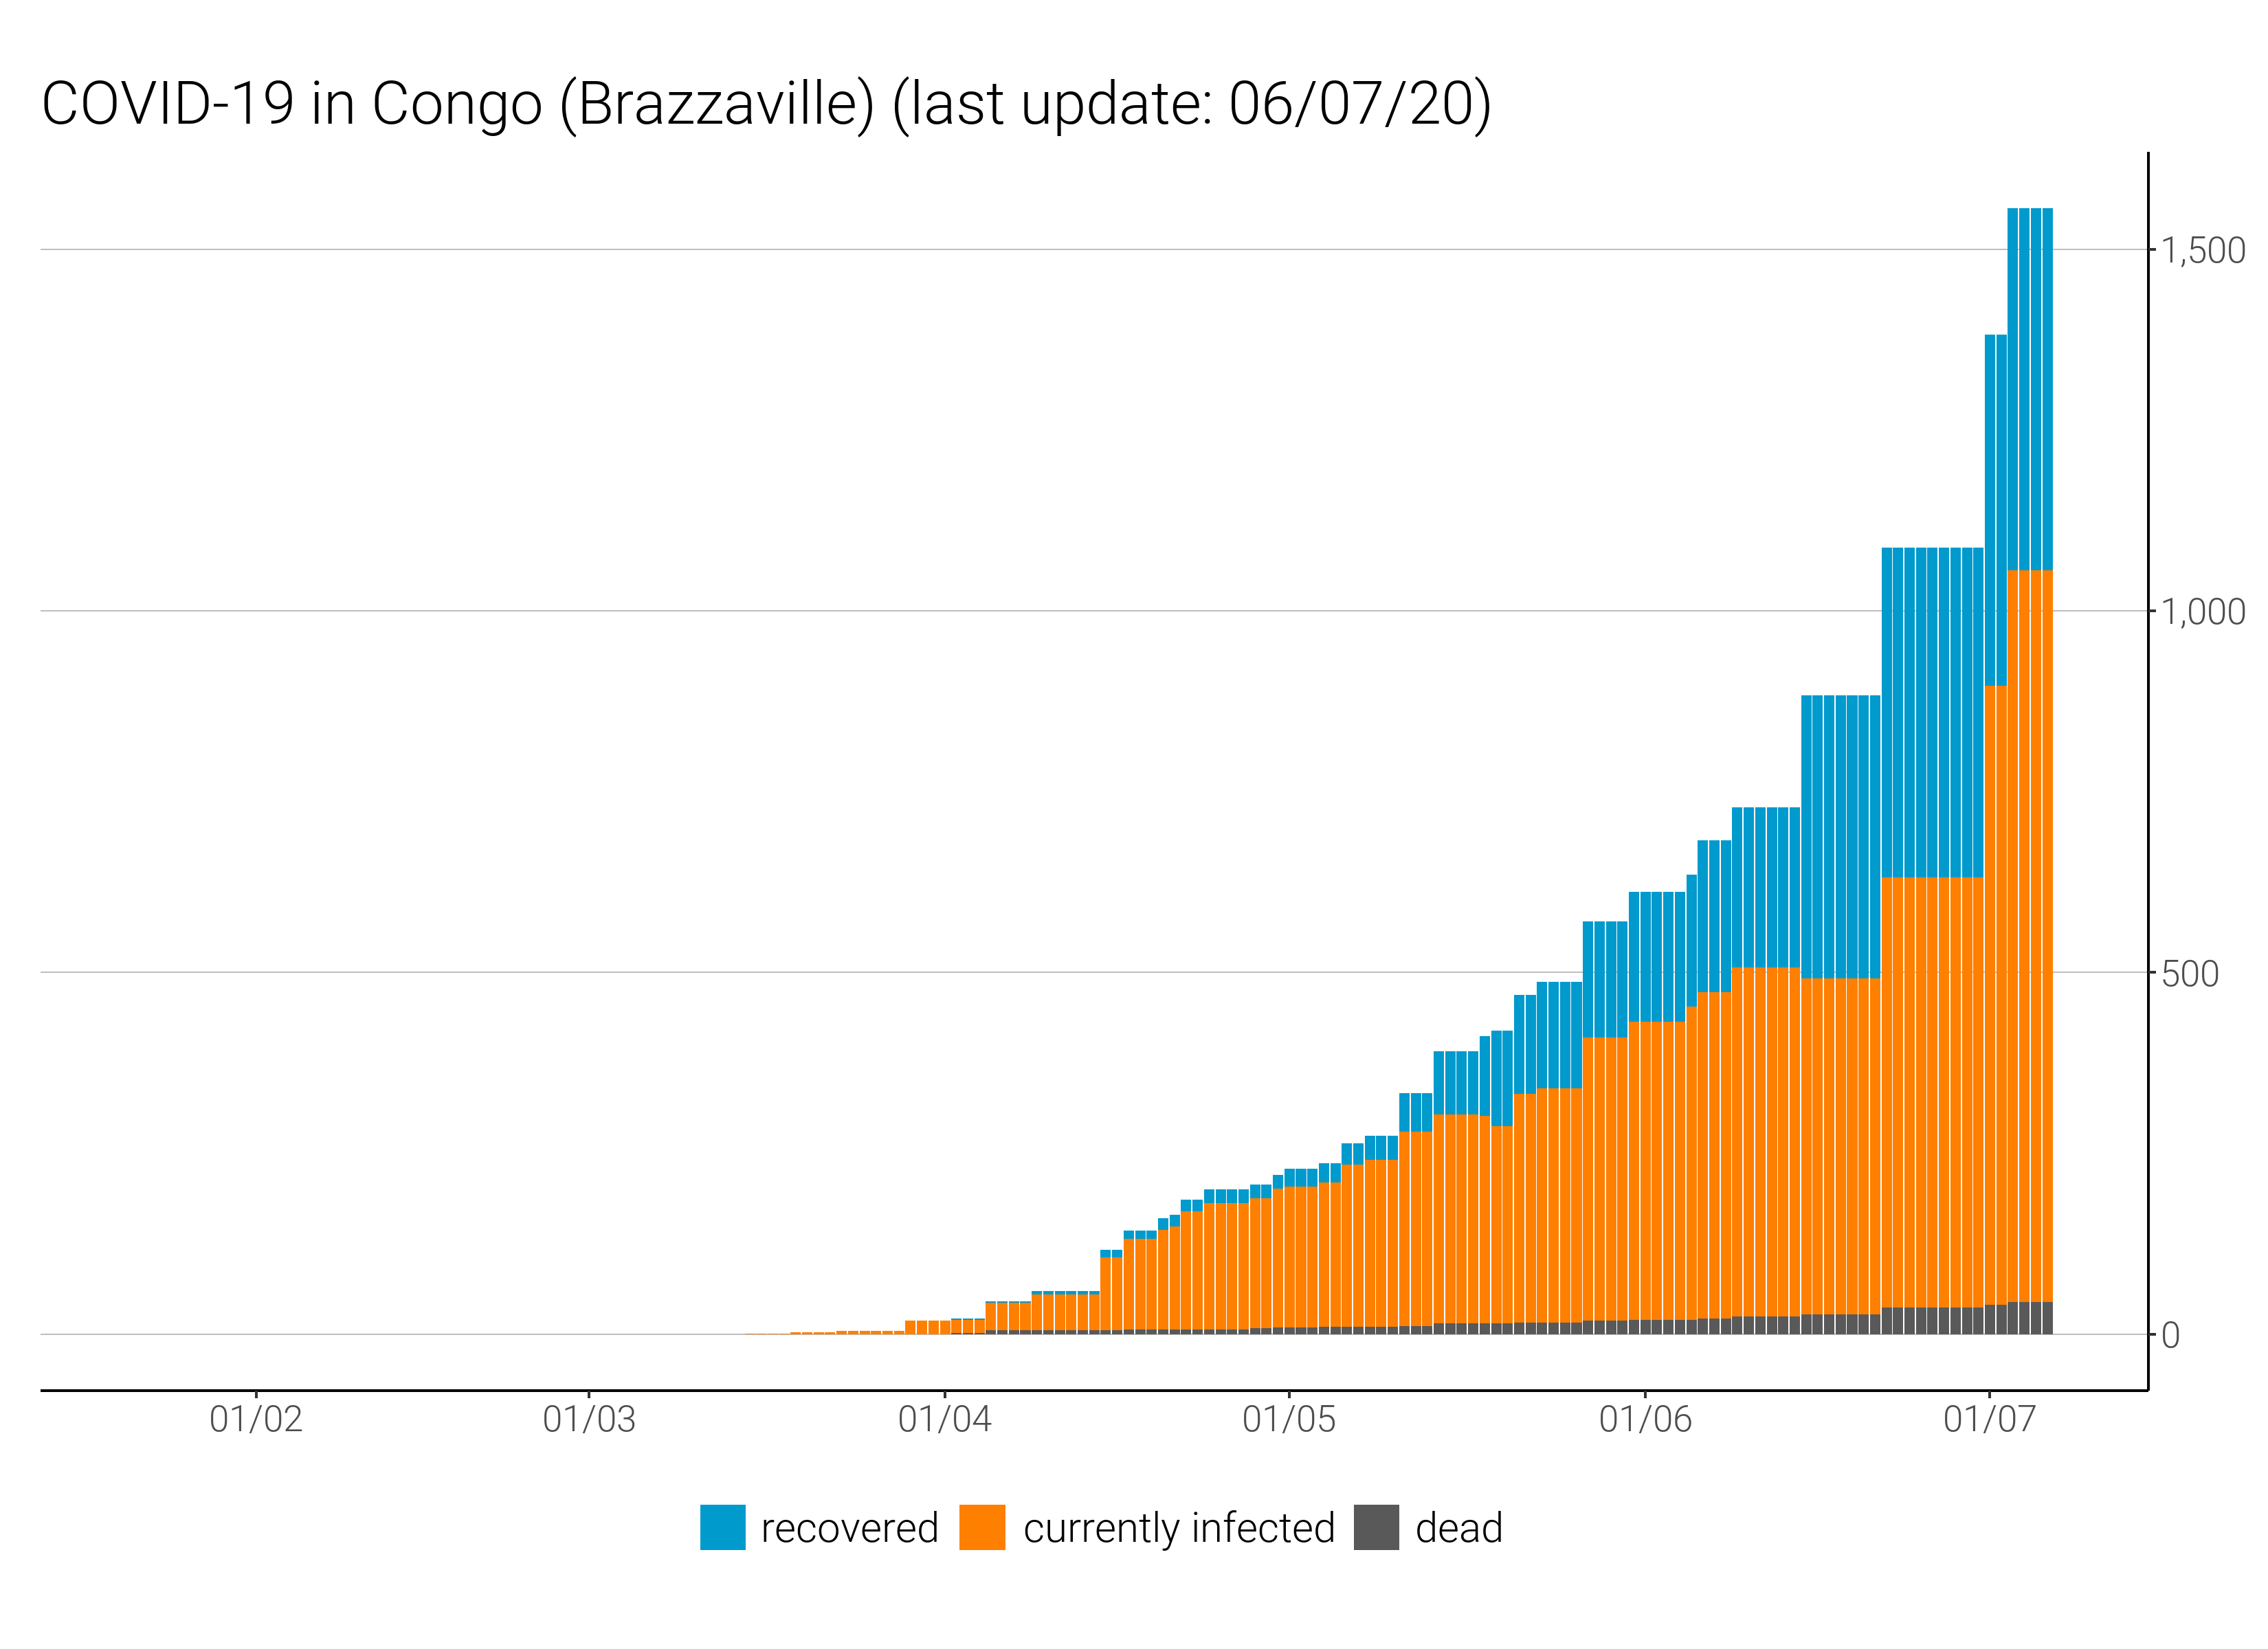 COVID-19 in Congo (Brazzaville) (last update: 06/07/20)
1,500
1,000
500
0
01/02 01/03 01/04 01/05 01/06 01/07
recovered currently infected dead